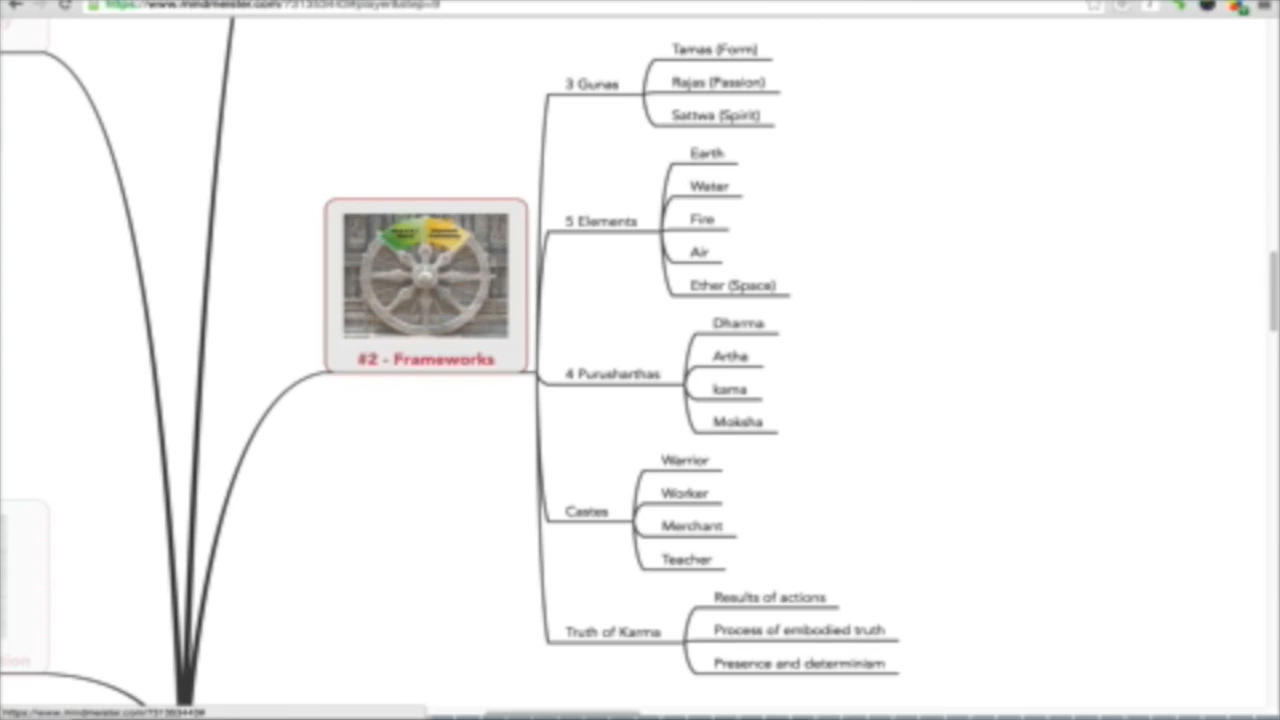 3 Gunas
Tamas (Form)
Rajas (Passion)
Sattwa (Spirit)
5 Elements
Earth
Water
Fire
Air
Ether (Space)
#2 - Frameworks
4 Purusharthas
Dharma
Artha
kama
Moksha
Castes
Warrior
Worker
Merchant
Teacher
Truth of Karma
Results of actions
Process of embodied truth
Presence and determinism